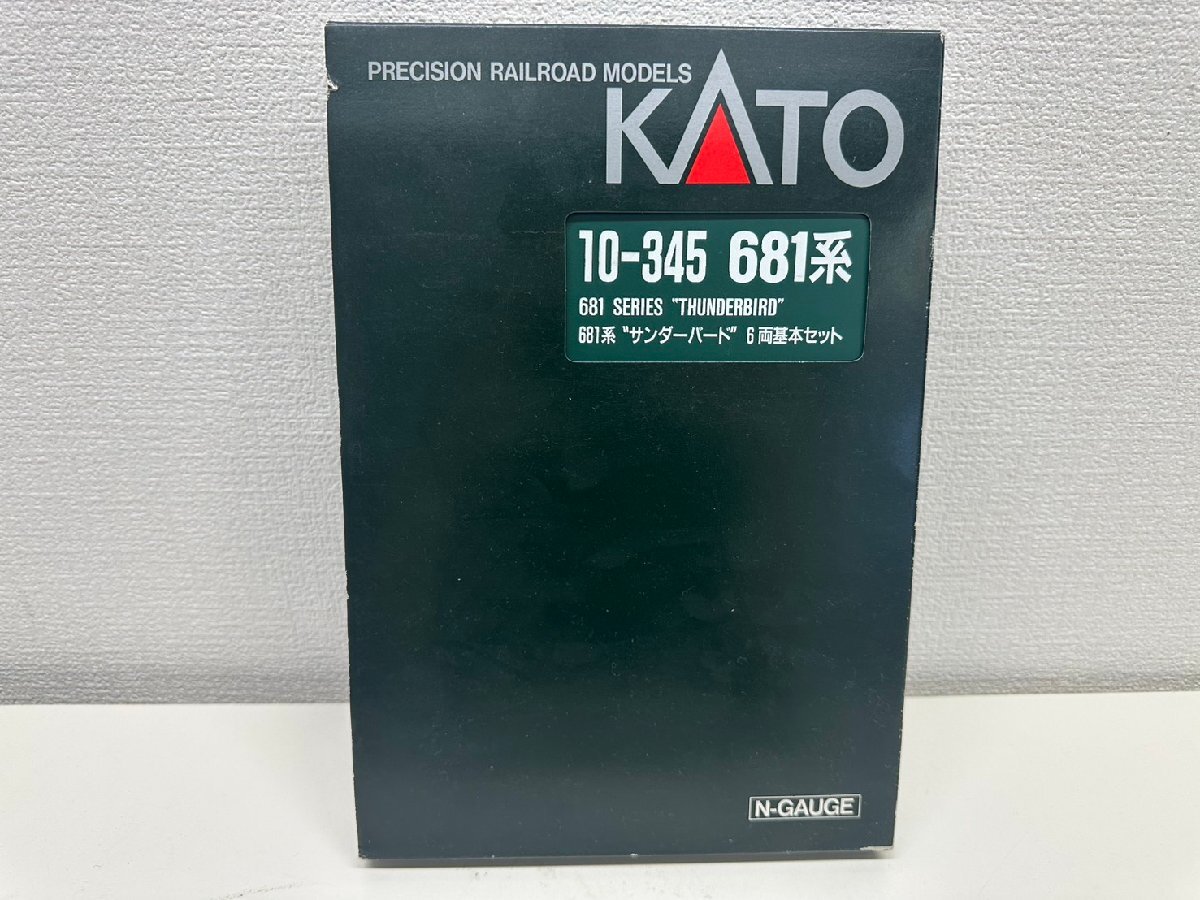 PRECISION RAILROAD MODELS
KATO
10-345 681系
681 SERIES "THUNDERBIRD"
681系 "サンダーバード" 6両基本セット
N-GAUGE